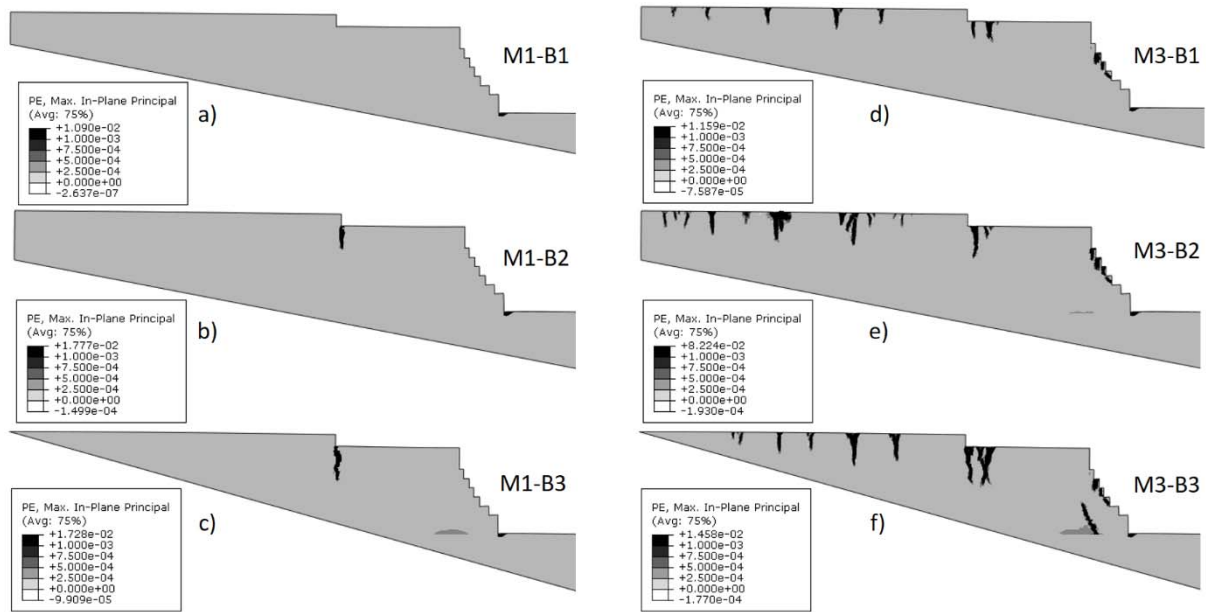 M1-B1
PE, Max. In-Plane Principal
(Avg: 75%)
+1.090e-02
+1.000e-03
+7.500e-04
+5.000e-04
+2.500e-04
+0.000e+00
-2.637e-07
a)
M1-B2
PE, Max. In-Plane Principal
(Avg: 75%)
+1.777e-02
+1.000e-03
+7.500e-04
+5.000e-04
+2.500e-04
+0.000e+00
-1.499e-04
b)
M1-B3
PE, Max. In-Plane Principal
(Avg: 75%)
+1.728e-02
+1.000e-03
+7.500e-04
+5.000e-04
+2.500e-04
+0.000e+00
-9.909e-05
c)
M3-B1
PE, Max. In-Plane Principal
(Avg: 75%)
+1.159e-02
+1.000e-03
+7.500e-04
+5.000e-04
+2.500e-04
+0.000e+00
-7.587e-05
d)
M3-B2
PE, Max. In-Plane Principal
(Avg: 75%)
+8.224e-02
+1.000e-03
+7.500e-04
+5.000e-04
+2.500e-04
+0.000e+00
-1.930e-04
e)
M3-B3
PE, Max. In-Plane Principal
(Avg: 75%)
+1.458e-02
+1.000e-03
+7.500e-04
+5.000e-04
+2.500e-04
+0.000e+00
-1.770e-04
f)